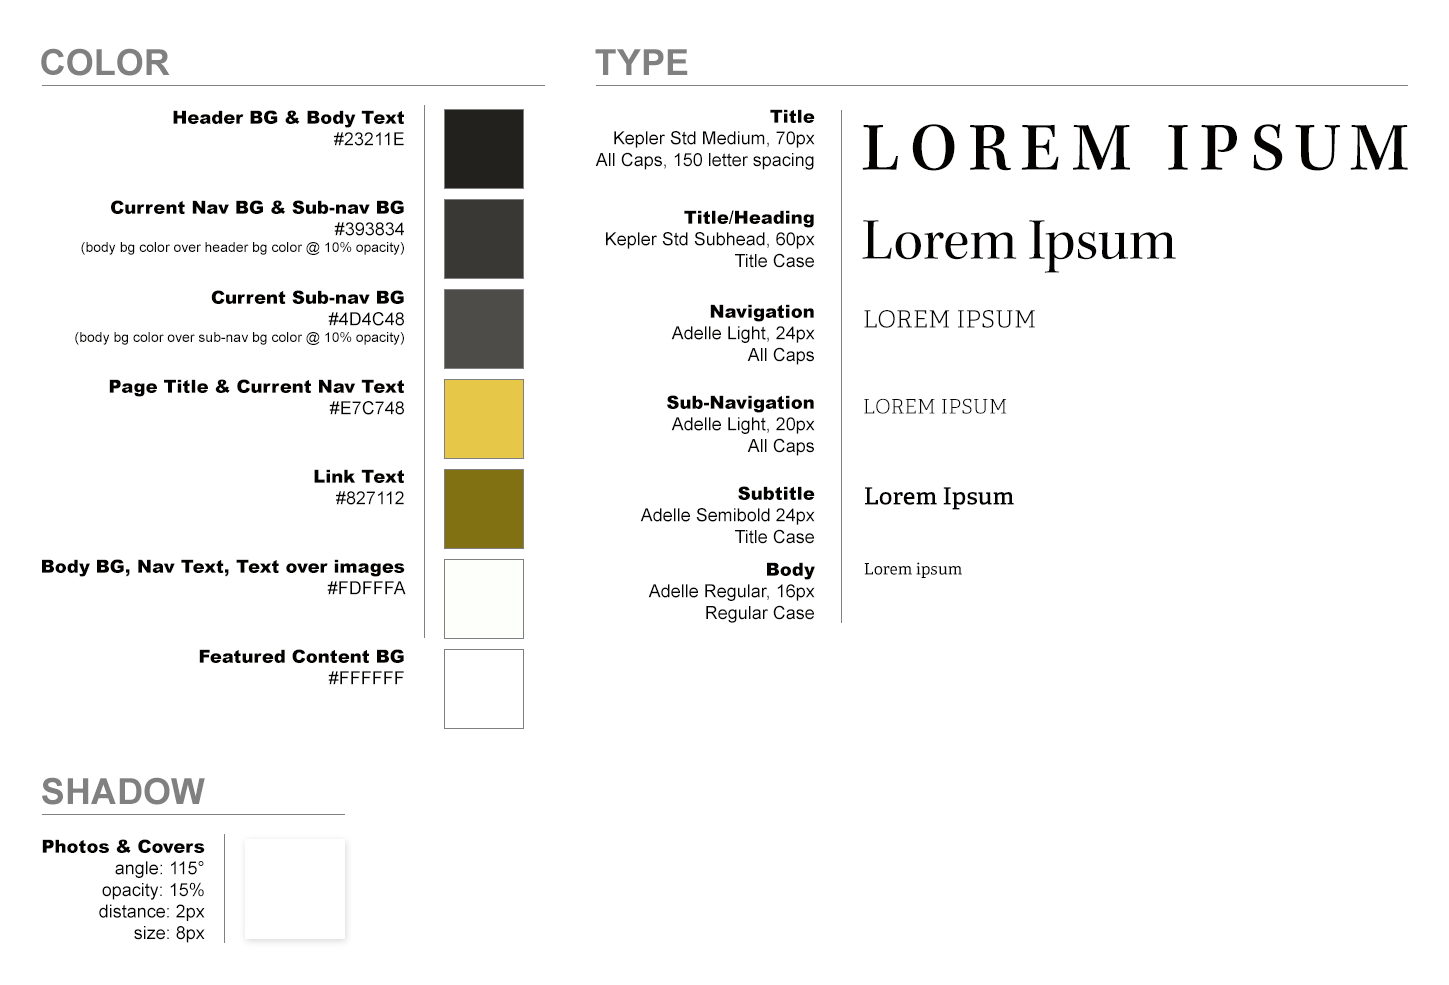 COLOR
Header BG & Body Text
#23211E
Current Nav BG & Sub-nav BG
#393834
(body bg color over header bg color @ 10% opacity)
Current Sub-nav BG
#4D4C48
(body bg color over sub-nav bg color @ 10% opacity)
Page Title & Current Nav Text
#E7C748
Link Text
#827112
Body BG, Nav Text, Text over images
#FDFFFA
Featured Content BG
#FFFFFF
TYPE
Title
Kepler Std Medium, 70px
All Caps, 150 letter spacing
LOREM IPSUM
Title/Heading
Kepler Std Subhead, 60px
Title Case
Lorem Ipsum
Navigation
Adelle Light, 24px
All Caps
LOREM IPSUM
Sub-Navigation
Adelle Light, 20px
All Caps
LOREM IPSUM
Subtitle
Adelle Semibold 24px
Title Case
Lorem Ipsum
Body
Adelle Regular, 16px
Regular Case
Lorem ipsum
SHADOW
Photos & Covers
angle: 115°
opacity: 15%
distance: 2px
size: 8px